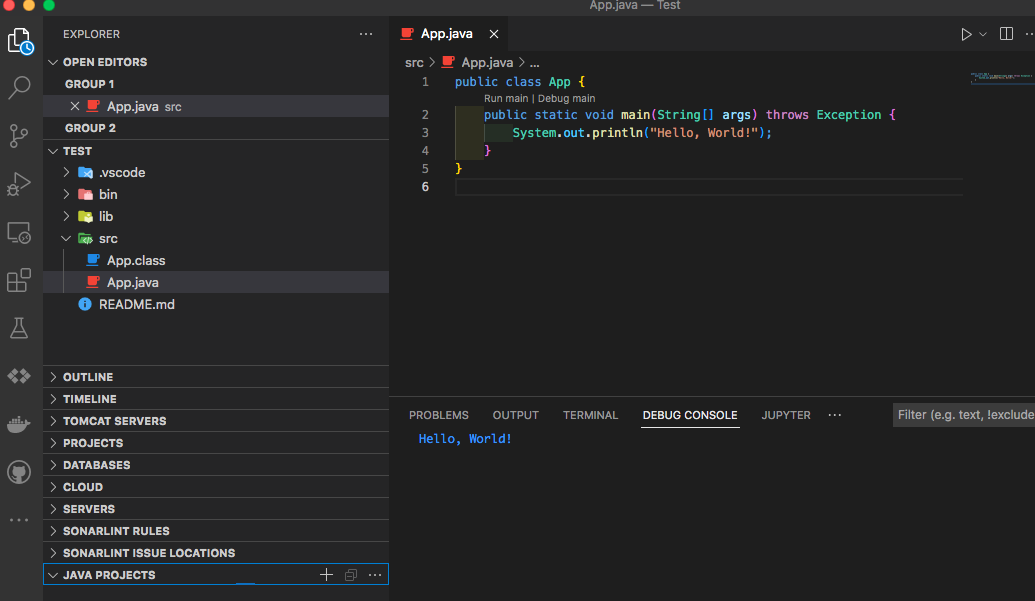 App.java — Test
EXPLORER
OPEN EDITORS
GROUP 1
App.java src
GROUP 2
TEST
.vscode
bin
lib
src
App.class
App.java
README.md
OUTLINE
TIMELINE
TOMCAT SERVERS
PROJECTS
DATABASES
CLOUD
SERVERS
SONARLINT RULES
SONARLINT ISSUE LOCATIONS
JAVA PROJECTS
App.java
src > App.java > ...
1 public class App {
Run main | Debug main
2 public static void main(String[] args) throws Exception {
3 System.out.println("Hello, World!");
4 }
5 }
6
PROBLEMS OUTPUT TERMINAL DEBUG CONSOLE JUPYTER ... Filter (e.g. text, !exclude
Hello, World!